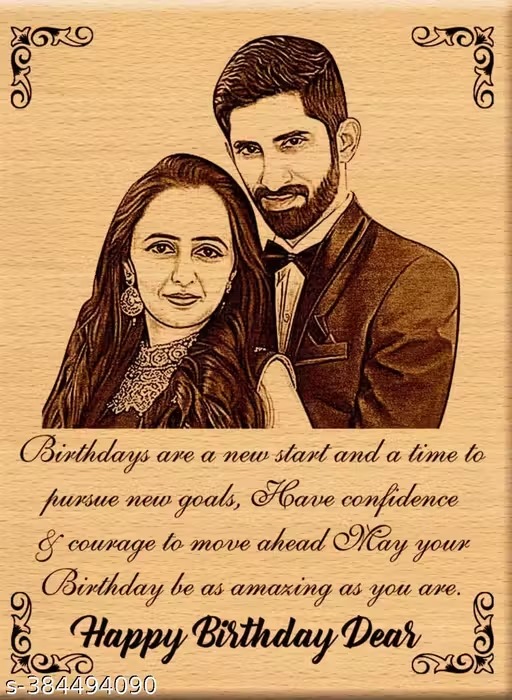 Birthdays are a new start and a time to
pursue new goals, Have confidence
& courage to move ahead May your
Birthday be as amazing as you are.
Happy Birthday Dear
s-384494090